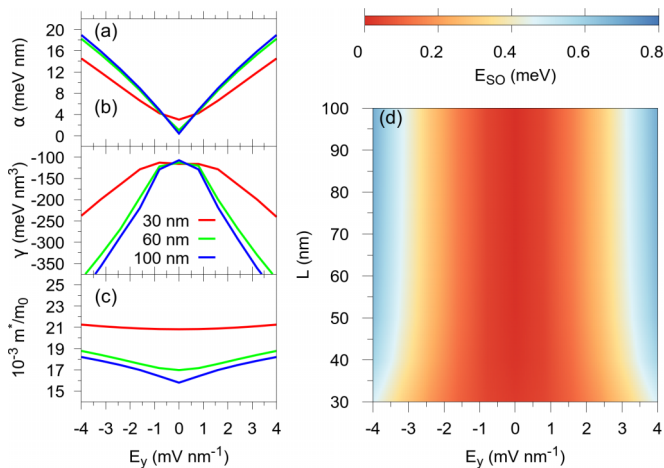 (a)
α (meV nm)
20
16
12
8
4
0
(b)
γ (meV nm³)
-100
-150
-200
-250
-300
-350
30 nm
60 nm
100 nm
(c)
10⁻³ m*/m₀
25
23
21
19
17
15
-4 -3 -2 -1 0 1 2 3 4
E_y (mV nm⁻¹)
0 0.2 0.4 0.6 0.8
E_SO (meV)
(d)
L (nm)
100
90
80
70
60
50
40
30
-4 -3 -2 -1 0 1 2 3 4
E_y (mV nm⁻¹)